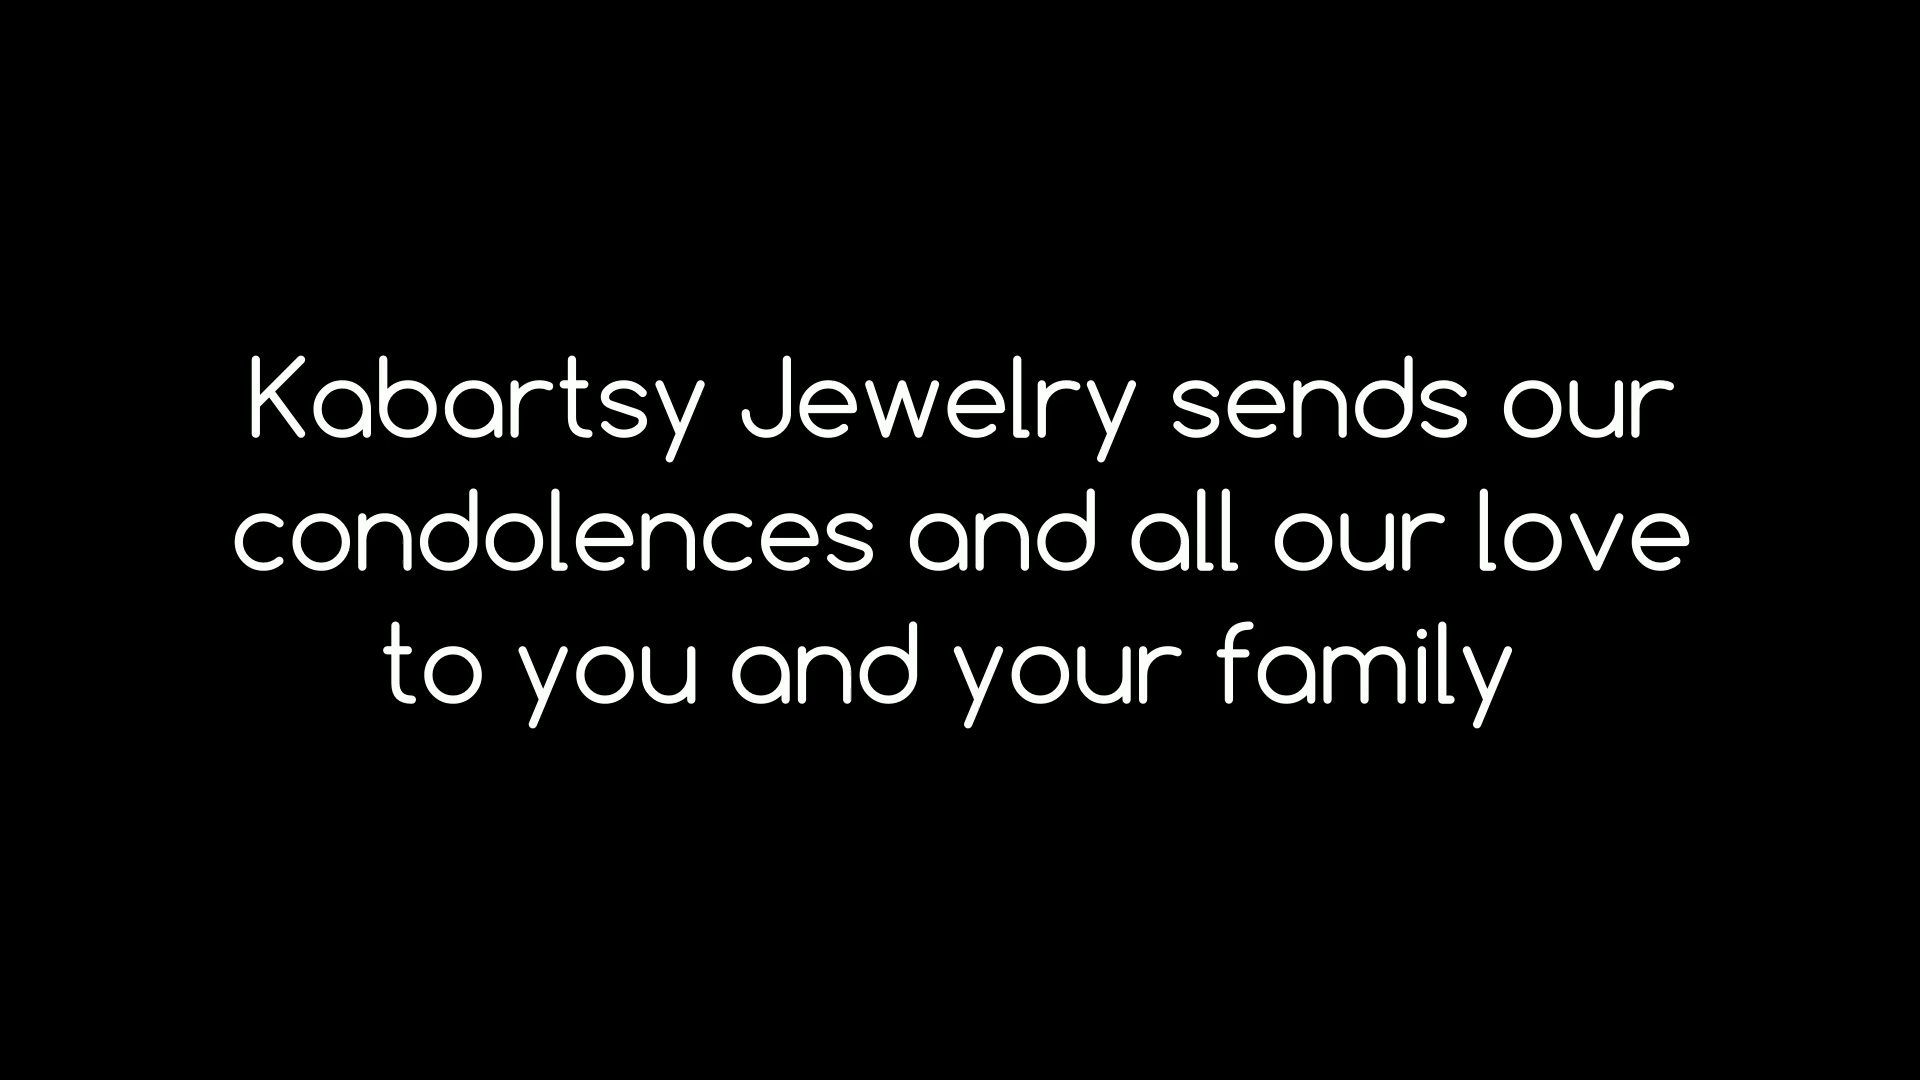 Kabartsy Jewelry sends our
condolences and all our love
to you and your family